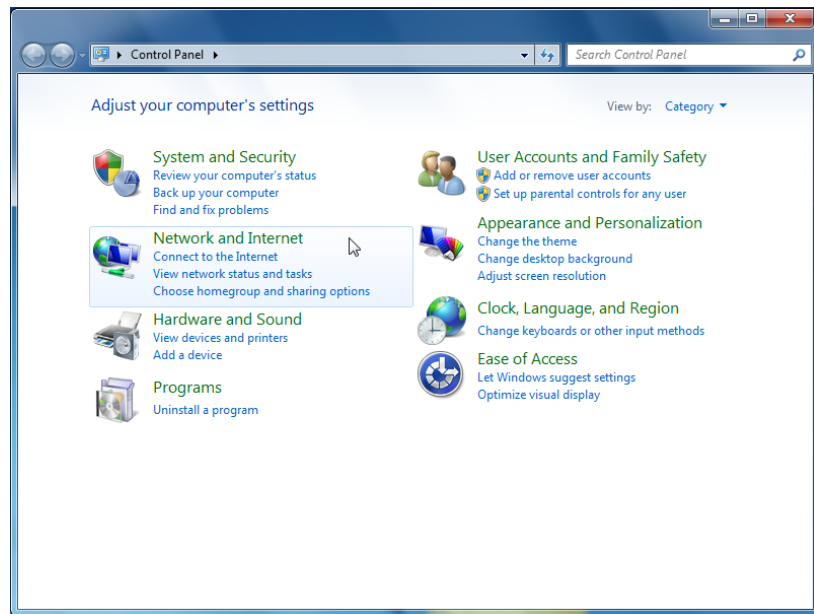 Control Panel
Search Control Panel
Adjust your computer's settings
View by: Category
System and Security
Review your computer's status
Back up your computer
Find and fix problems
Network and Internet
Connect to the Internet
View network status and tasks
Choose homegroup and sharing options
Hardware and Sound
View devices and printers
Add a device
Programs
Uninstall a program
User Accounts and Family Safety
Add or remove user accounts
Set up parental controls for any user
Appearance and Personalization
Change the theme
Change desktop background
Adjust screen resolution
Clock, Language, and Region
Change keyboards or other input methods
Ease of Access
Let Windows suggest settings
Optimize visual display